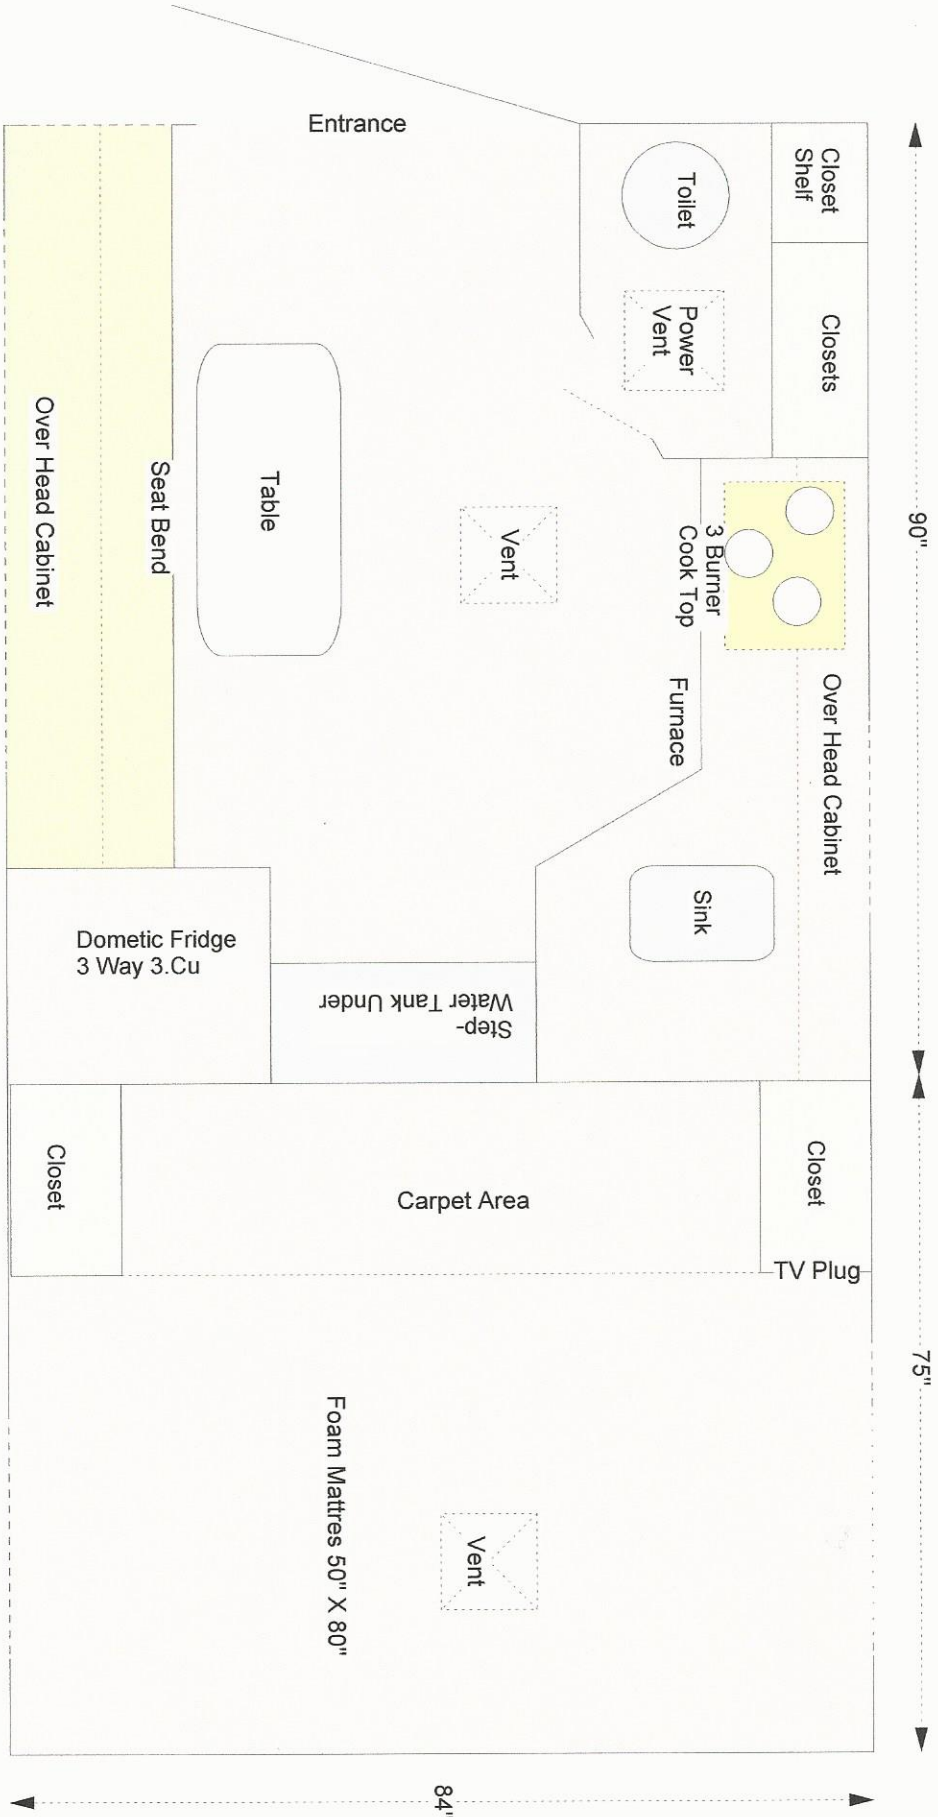 Entrance
Toilet
Closet
Shelf
Power
Vent
Closets
Over Head Cabinet
Seat Bend
Table
Vent
3 Burner
Cook Top
Furnace
Over Head Cabinet
90"
Sink
Dometic Fridge
3 Way 3.Cu
Step-
Water Tank Under
Closet
Carpet Area
Closet
TV Plug
75"
Foam Mattres 50" X 80"
Vent
84"